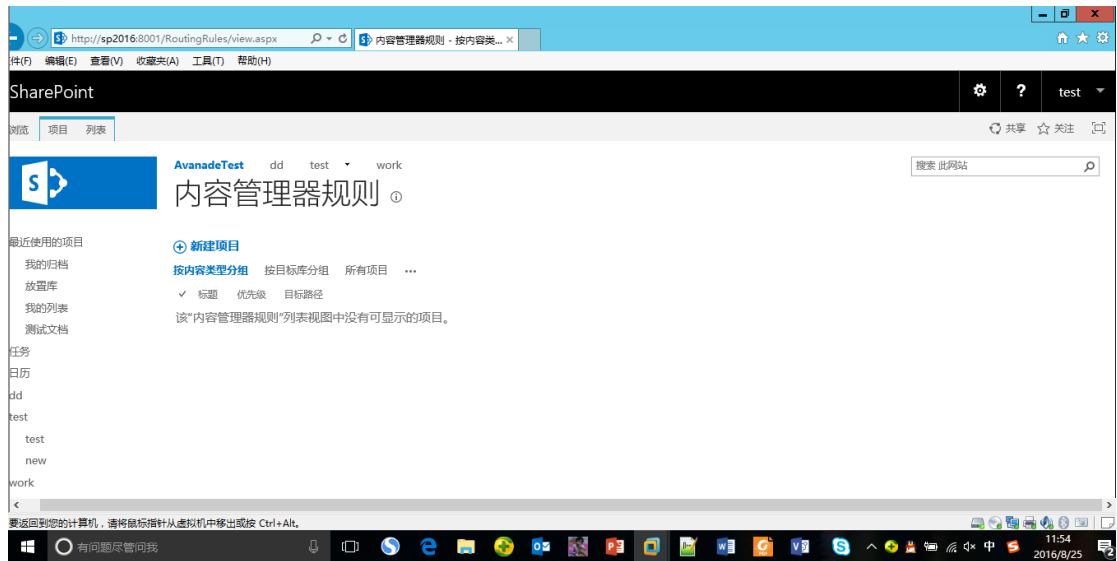 http://sp2016:8001/RoutingRules/view.aspx
内容管理器规则 - 按内容类...
件(F) 编辑(E) 查看(V) 收藏夹(A) 工具(T) 帮助(H)
SharePoint
? test
浏览 项目 列表
共享 关注
AvanadeTest dd test work
搜索 此网站
内容管理器规则
最近使用的项目
我的归档
放置库
我的列表
测试文档
任务
日历
dd
test
test
new
work
新建项目
按内容类型分组 按目标库分组 所有项目 ...
标题 优先级 目标路径
该"内容管理器规则"列表视图中没有可显示的项目。
要返回到您的计算机，请将鼠标指针从虚拟机中移出或按 Ctrl+Alt。
有问题尽管问我
中
11:54
2016/8/25